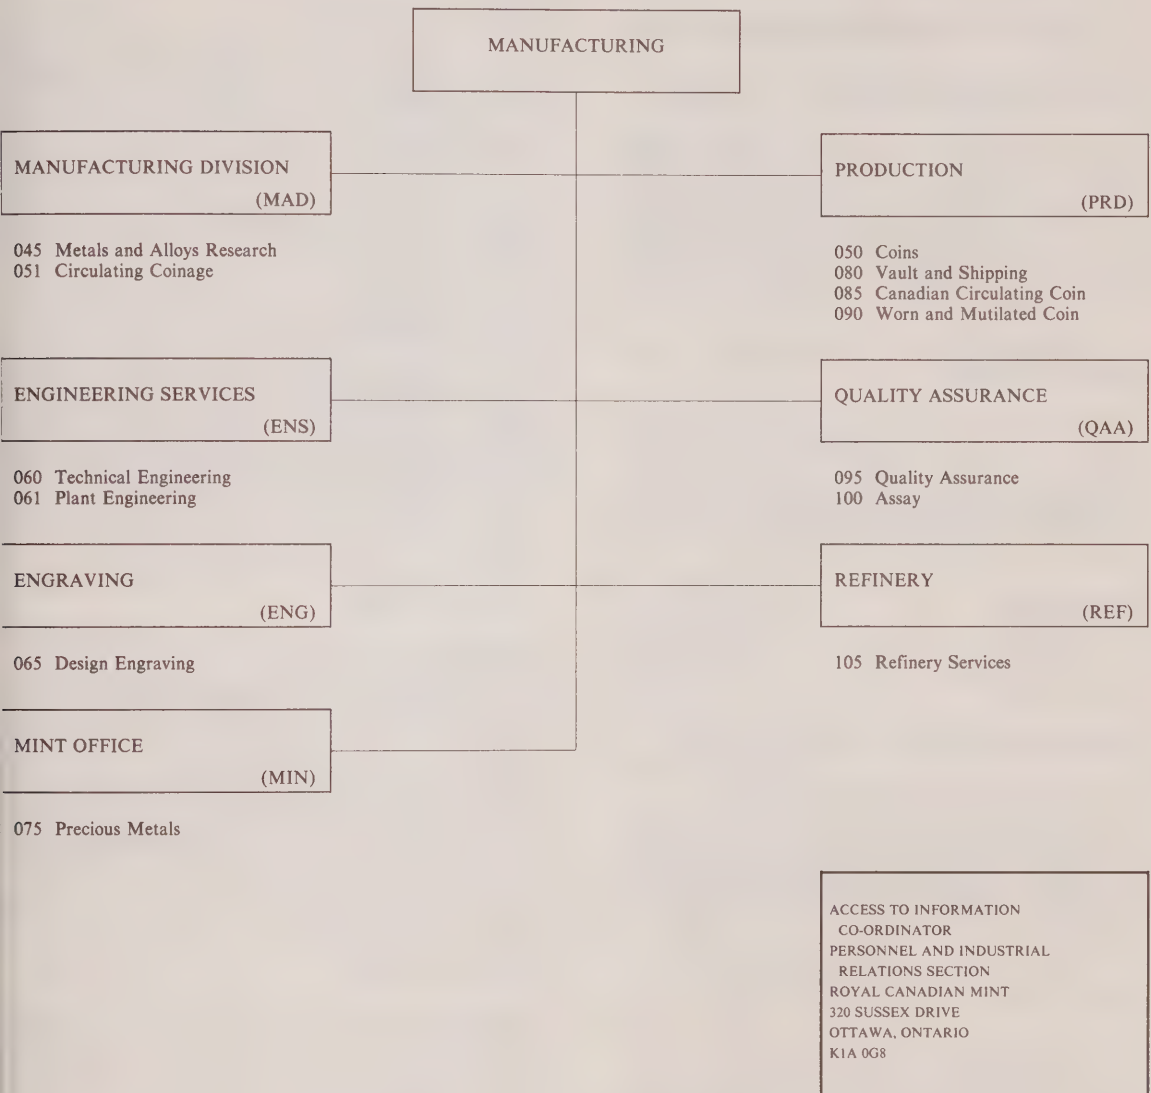 MANUFACTURING
MANUFACTURING DIVISION
(MAD)
045 Metals and Alloys Research
051 Circulating Coinage
PRODUCTION
(PRD)
050 Coins
080 Vault and Shipping
085 Canadian Circulating Coin
090 Worn and Mutilated Coin
ENGINEERING SERVICES
(ENS)
060 Technical Engineering
061 Plant Engineering
QUALITY ASSURANCE
(QAA)
095 Quality Assurance
100 Assay
ENGRAVING
(ENG)
065 Design Engraving
REFINERY
(REF)
105 Refinery Services
MINT OFFICE
(MIN)
075 Precious Metals
ACCESS TO INFORMATION
CO-ORDINATOR
PERSONNEL AND INDUSTRIAL
RELATIONS SECTION
ROYAL CANADIAN MINT
320 SUSSEX DRIVE
OTTAWA, ONTARIO
K1A 0G8